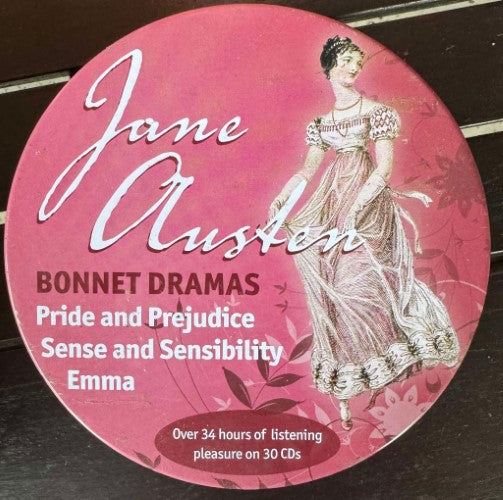 Jane
Austen
BONNET DRAMAS
Pride and Prejudice
Sense and Sensibility
Emma
Over 34 hours of listening
pleasure on 30 CDs